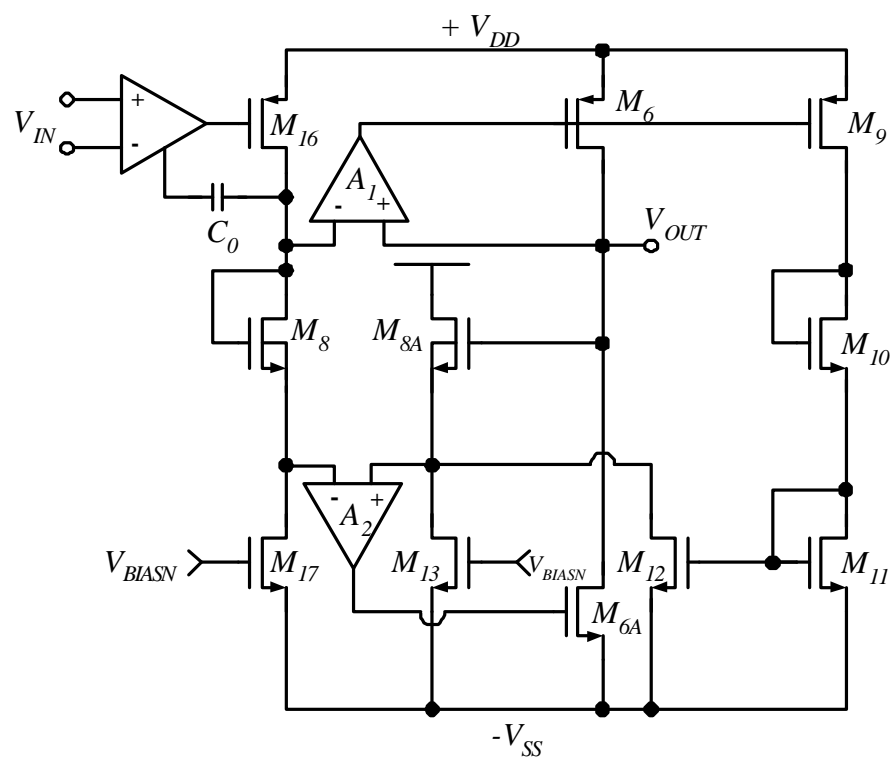 + V_DD
+
V_IN
-
M_16
M_6
M_9
A_1
- +
C_0
V_OUT
M_8
M_8A
M_10
- +
A_2
V_BIASN
M_17
M_13
V_BIASN
M_12
M_11
M_6A
-V_SS